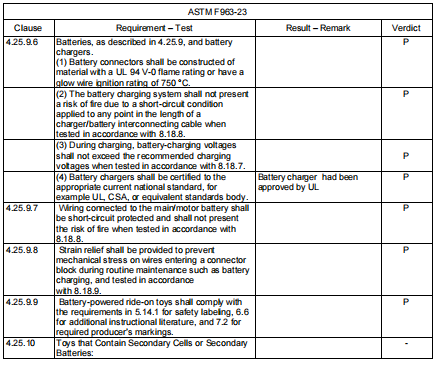 ASTM F963-23
Clause Requirement – Test Result – Remark Verdict
4.25.9.6 Batteries, as described in 4.25.9, and battery P
chargers.
(1) Battery connectors shall be constructed of
material with a UL 94 V-0 flame rating or have a
glow wire ignition rating of 750 °C.
(2) The battery charging system shall not present P
a risk of fire due to a short-circuit condition
applied to any point in the length of a
charger/battery interconnecting cable when
tested in accordance with 8.18.8.
(3) During charging, battery-charging voltages
shall not exceed the recommended charging P
voltages when tested in accordance with 8.18.7.
(4) Battery chargers shall be certified to the Battery charger had been P
appropriate current national standard, for approved by UL
example UL, CSA, or equivalent standards body.
4.25.9.7 Wiring connected to the main/motor battery shall P
be short-circuit protected and shall not present
the risk of fire when tested in accordance with
8.18.8.
4.25.9.8 Strain relief shall be provided to prevent P
mechanical stress on wires entering a connector
block during routine maintenance such as battery
charging, and tested in accordance
with 8.18.9.
4.25.9.9 Battery-powered ride-on toys shall comply with P
the requirements in 5.14.1 for safety labeling, 6.6
for additional instructional literature, and 7.2 for
required producer's markings.
4.25.10 Toys that Contain Secondary Cells or Secondary -
Batteries: